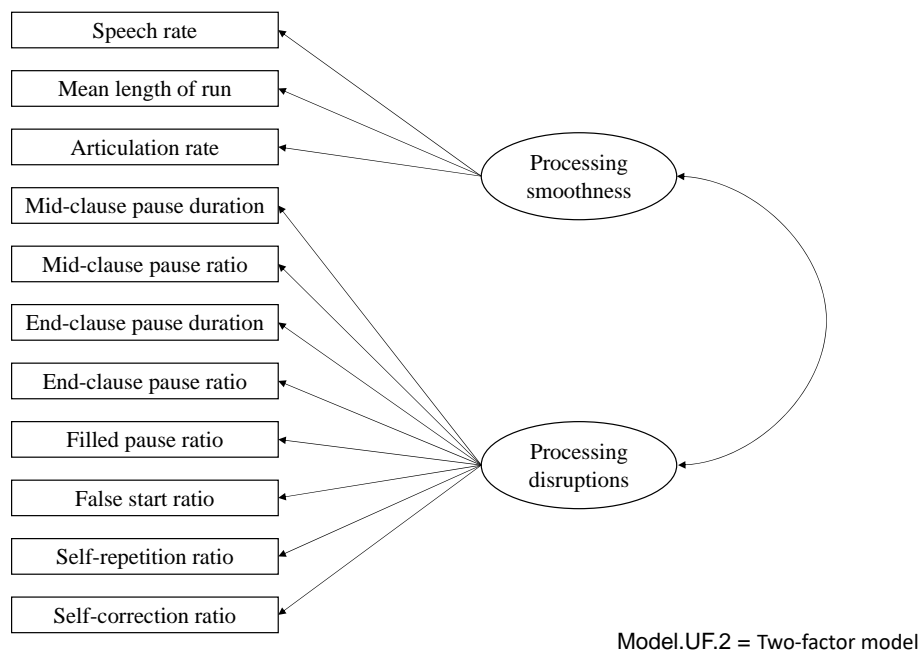 Speech rate
Mean length of run
Articulation rate
Mid-clause pause duration
Mid-clause pause ratio
End-clause pause duration
End-clause pause ratio
Filled pause ratio
False start ratio
Self-repetition ratio
Self-correction ratio
Processing
smoothness
Processing
disruptions
Model.UF.2 = Two-factor model